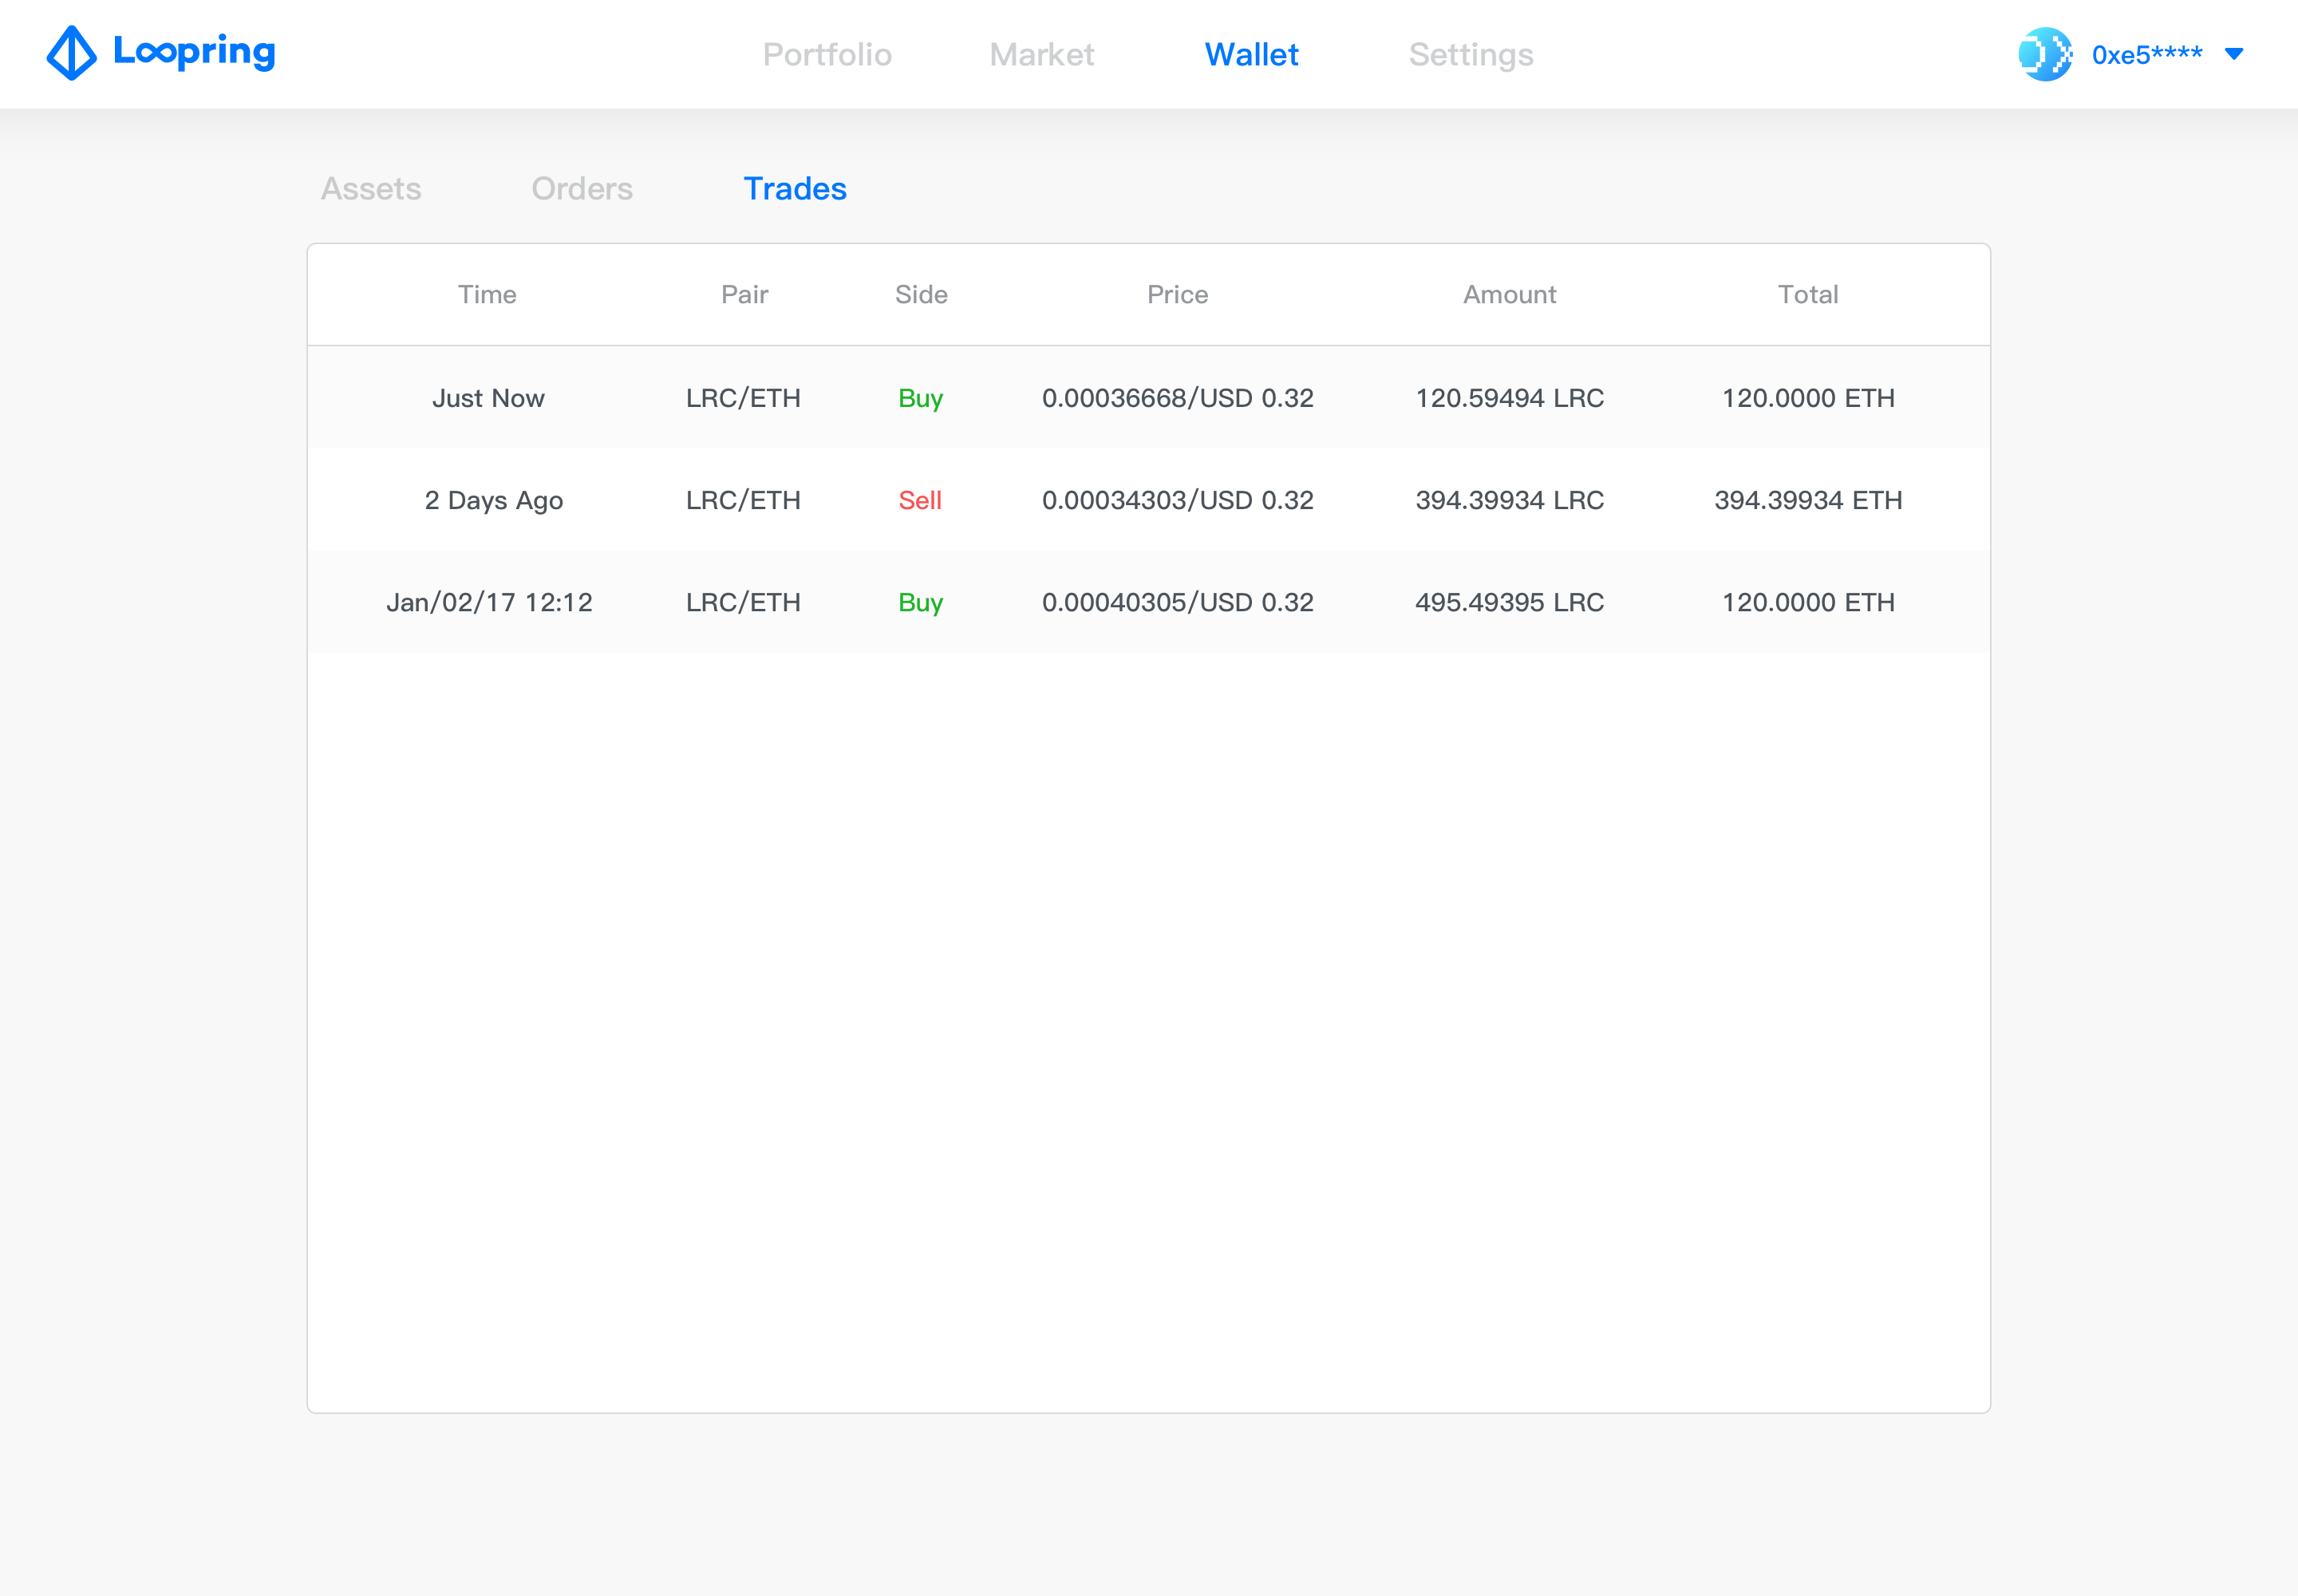 Loopring Portfolio Market Wallet Settings 0xe5****
Assets Orders Trades
Time Pair Side Price Amount Total
Just Now LRC/ETH Buy 0.00036668/USD 0.32 120.59494 LRC 120.0000 ETH
2 Days Ago LRC/ETH Sell 0.00034303/USD 0.32 394.39934 LRC 394.39934 ETH
Jan/02/17 12:12 LRC/ETH Buy 0.00040305/USD 0.32 495.49395 LRC 120.0000 ETH